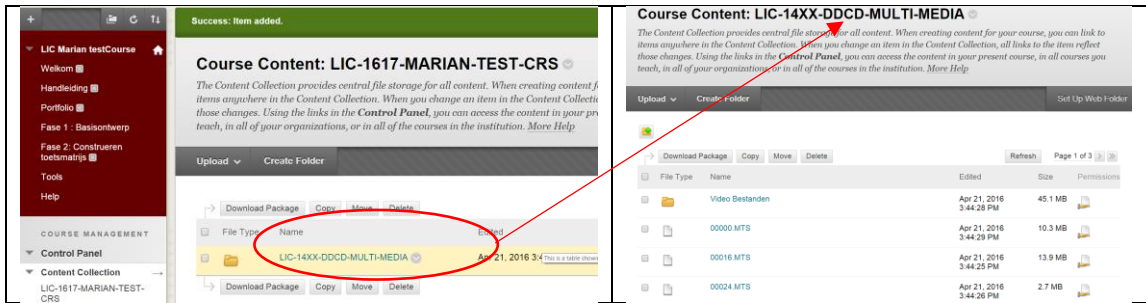 LIC Marian testCourse
Welkom
Handleiding
Portfolio
Fase 1 : Basisontwerp
Fase 2: Construeren
toetsmatrijs
Tools
Help
COURSE MANAGEMENT
Control Panel
Content Collection
LIC-1617-MARIAN-TEST-
CRS
Success: Item added.
Course Content: LIC-1617-MARIAN-TEST-CRS
The Content Collection provides central file storage for all content. When creating content f
items anywhere in the Content Collection. When you change an item in the Content Collectio
those changes. Using the links in the Control Panel, you can access the content in your pre
teach, in all of your organizations, or in all of the courses in the institution. More Help
Upload Create Folder
Download Package Copy Move Delete
File Type Name Edited
LIC-14XX-DDCD-MULTI-MEDIA Apr 21, 2016 3:4 This is a table showin
Download Package Copy Move Delete
Course Content: LIC-14XX-DDCD-MULTI-MEDIA
The Content Collection provides central file storage for all content. When creating content for your course, you can link to
items anywhere in the Content Collection. When you change an item in the Content Collection, all links to the item reflect
those changes. Using the links in the Control Panel, you can access the content in your present course, in all courses you
teach, in all of your organizations, or in all of the courses in the institution. More Help
Upload Create Folder Set Up Web Folder
Download Package Copy Move Delete Refresh Page 1 of 3
File Type Name Edited Size Permissions
Video Bestanden Apr 21, 2016 45.1 MB
3:44:28 PM
00000.MTS Apr 21, 2016 10.3 MB
3:44:29 PM
00016.MTS Apr 21, 2016 13.9 MB
3:44:25 PM
00024.MTS Apr 21, 2016 2.7 MB
3:44:26 PM